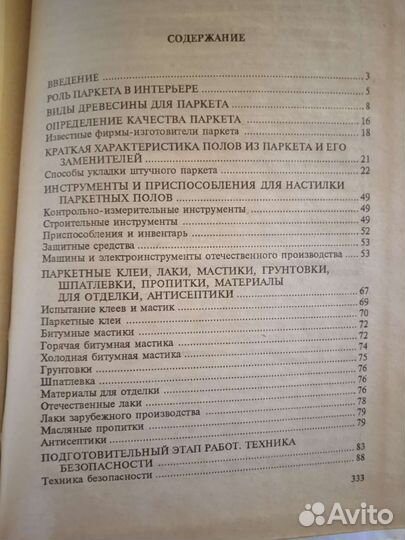 СОДЕРЖАНИЕ
ВВЕДЕНИЕ 3
РОЛЬ ПАРКЕТА В ИНТЕРЬЕРЕ 5
ВИДЫ ДРЕВЕСИНЫ ДЛЯ ПАРКЕТА 8
ОПРЕДЕЛЕНИЕ КАЧЕСТВА ПАРКЕТА 16
Известные фирмы-изготовители паркета 18
КРАТКАЯ ХАРАКТЕРИСТИКА ПОЛОВ ИЗ ПАРКЕТА И ЕГО
ЗАМЕНИТЕЛЕЙ 21
Способы укладки штучного паркета 22
ИНСТРУМЕНТЫ И ПРИСПОСОБЛЕНИЯ ДЛЯ НАСТИЛКИ
ПАРКЕТНЫХ ПОЛОВ 49
Контрольно-измерительные инструменты 49
Строительные инструменты 49
Приспособления и инвентарь 52
Защитные средства 53
Машины и электроинструменты отечественного производства 53
ПАРКЕТНЫЕ КЛЕИ, ЛАКИ, МАСТИКИ, ГРУНТОВКИ,
ШПАТЛЕВКИ, ПРОПИТКИ, МАТЕРИАЛЫ
ДЛЯ ОТДЕЛКИ, АНТИСЕПТИКИ 67
Испытание клеев и мастик 69
Паркетные клеи 70
Битумные мастики 72
Горячая битумная мастика 72
Холодная битумная мастика 74
Грунтовки 75
Шпатлевка 76
Материалы для отделки 76
Отечественные лаки 76
Лаки зарубежного производства 78
Масляные пропитки 79
Антисептики 79
ПОДГОТОВИТЕЛЬНЫЙ ЭТАП РАБОТ. ТЕХНИКА
БЕЗОПАСНОСТИ 83
Техника безопасности 88
333
Avito